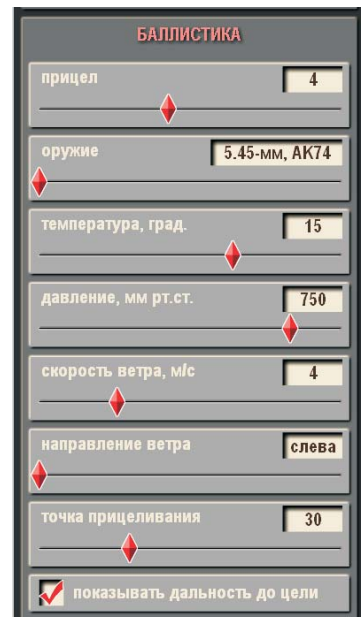 БАЛЛИСТИКА
прицел 4
оружие 5.45-мм, АК74
температура, град. 15
давление, мм рт.ст. 750
скорость ветра, м/с 4
направление ветра слева
точка прицеливания 30
показывать дальность до цели